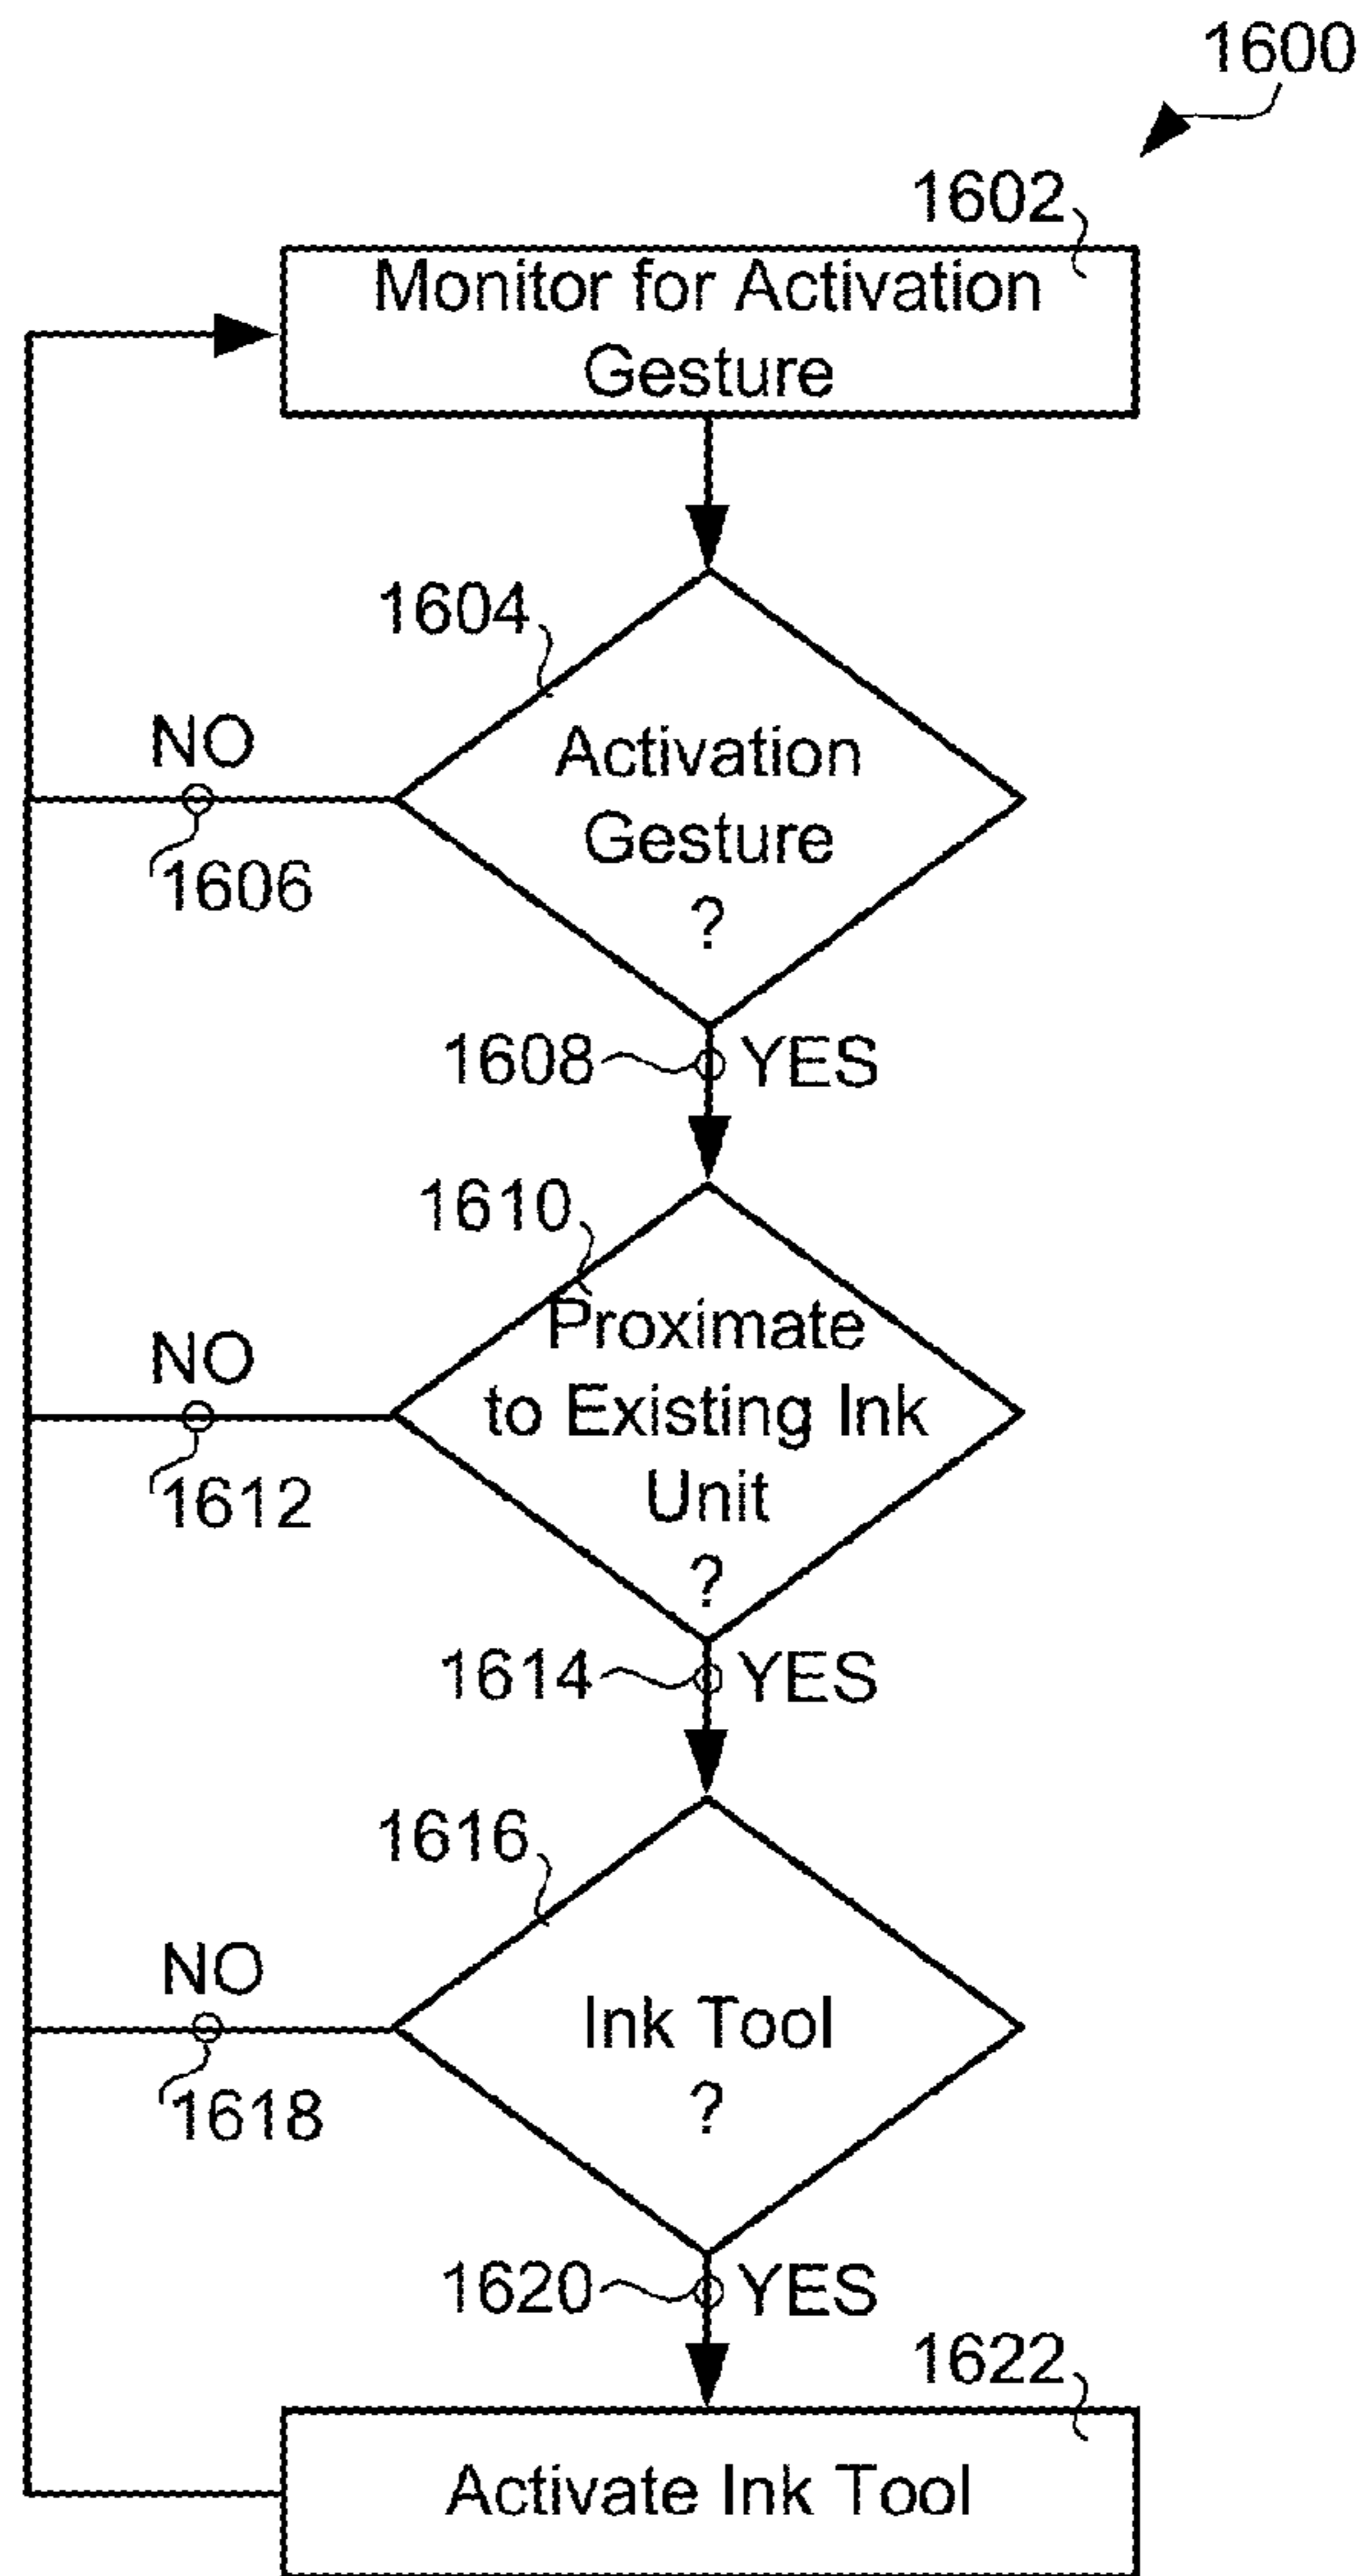 1600
1602
Monitor for Activation
Gesture
1604
Activation
Gesture
?
NO
1606
1608
YES
1610
Proximate
to Existing Ink
Unit
?
NO
1612
1614
YES
1616
Ink Tool
?
NO
1618
1620
YES
1622
Activate Ink Tool